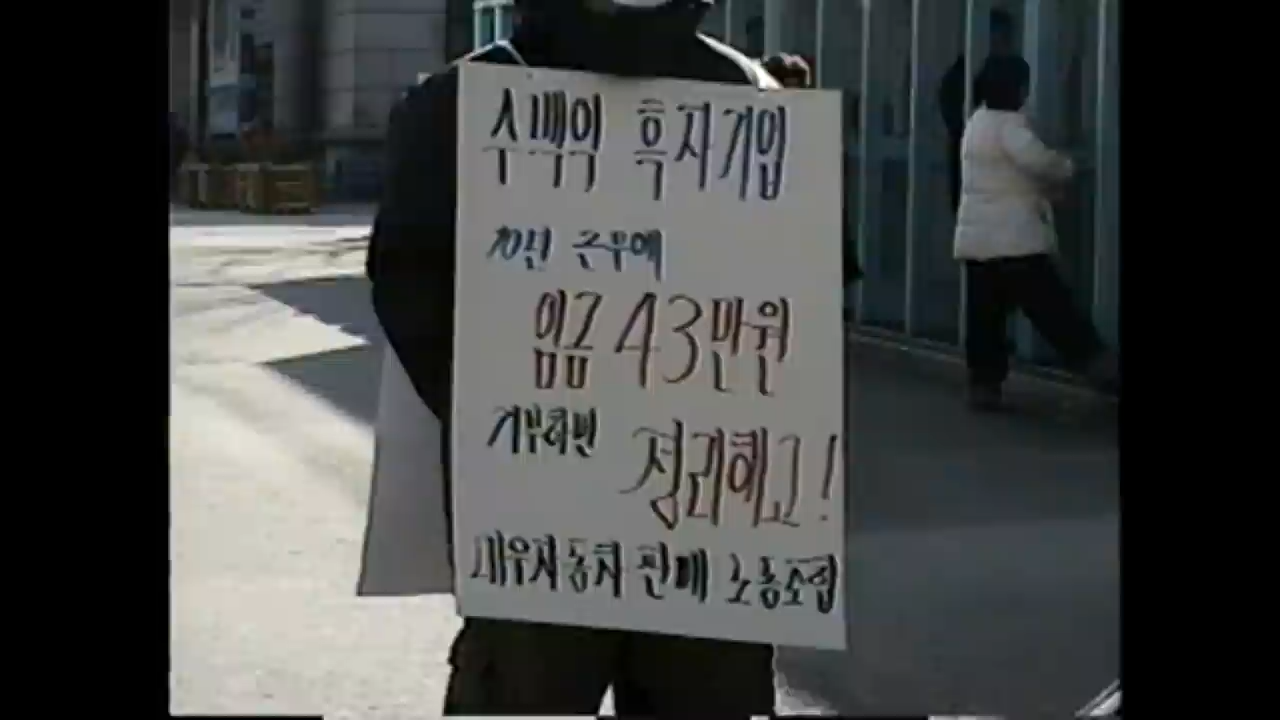 수백억 흑자기업
10년 근무에
임금 43만원
거부하면 정리해고!
대우자동차 판매 노동조합